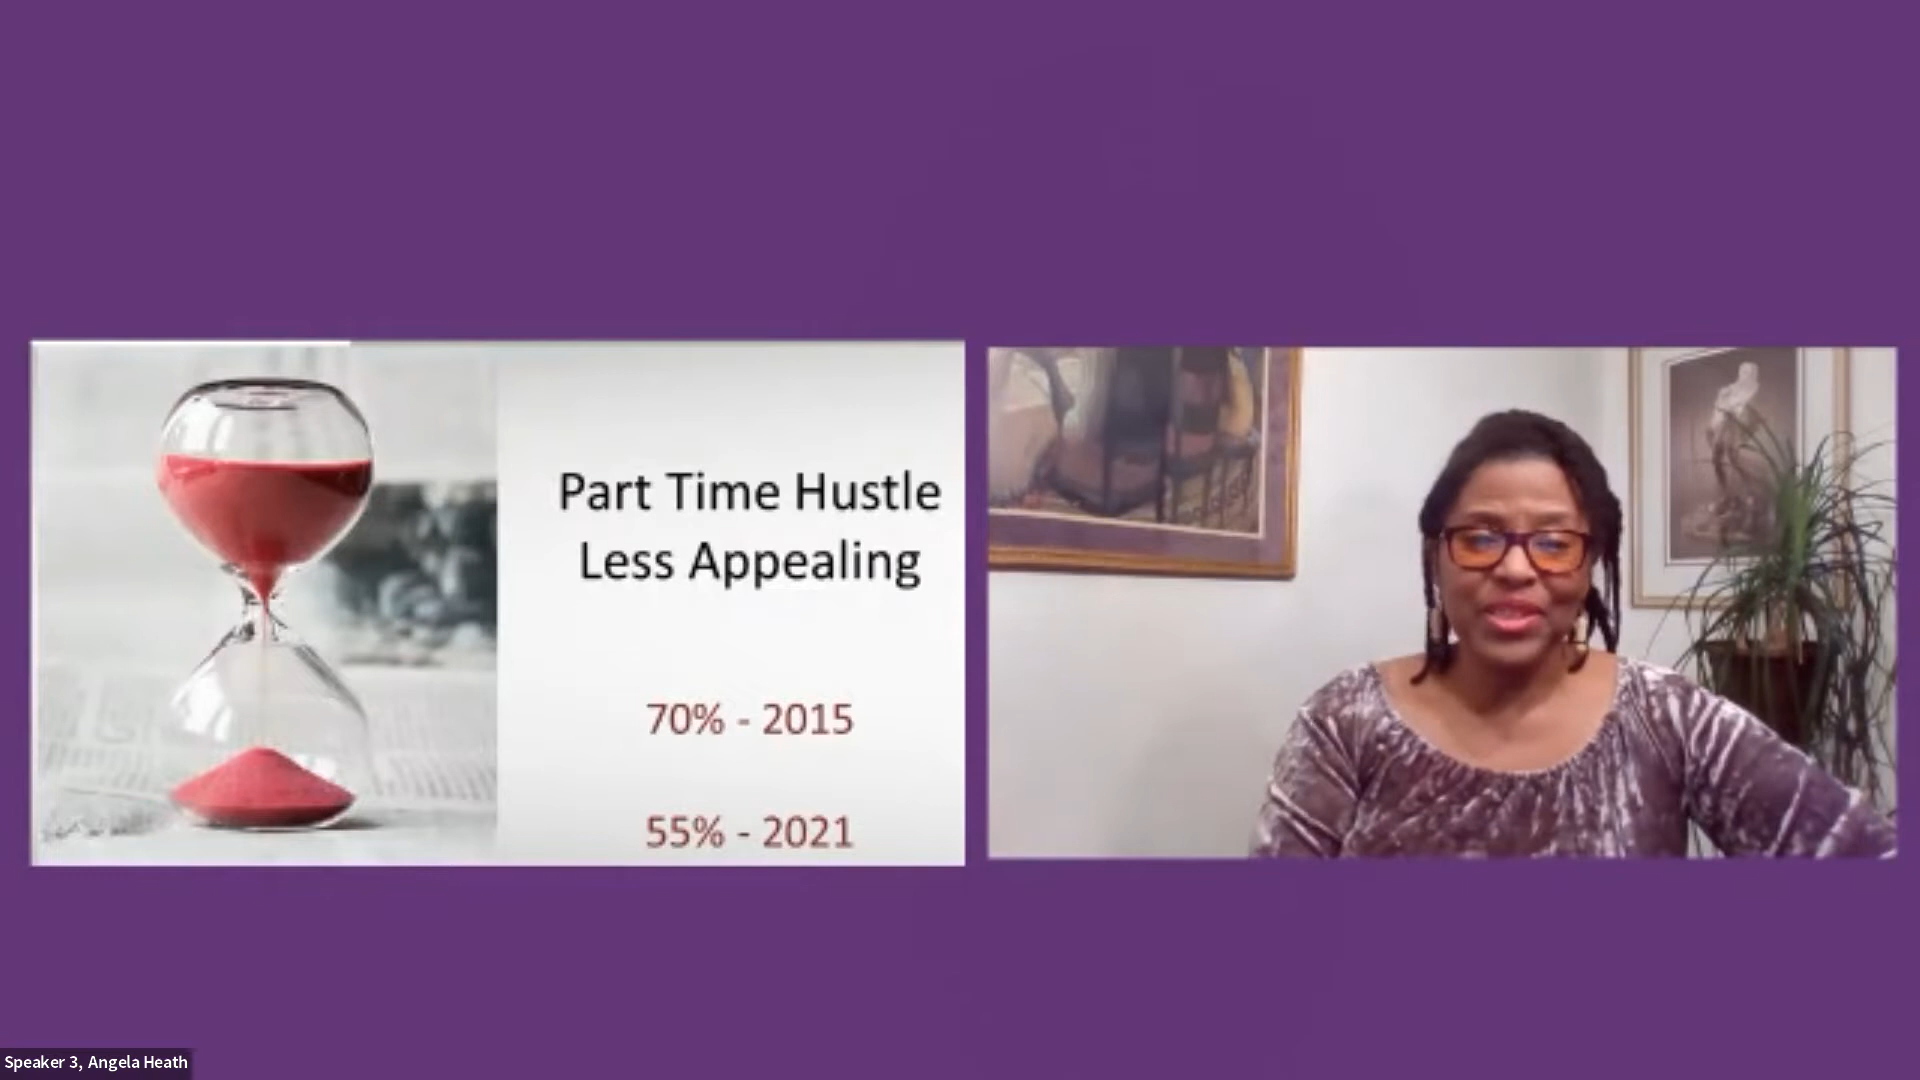 Part Time Hustle
Less Appealing
70% - 2015
55% - 2021
Speaker 3, Angela Heath